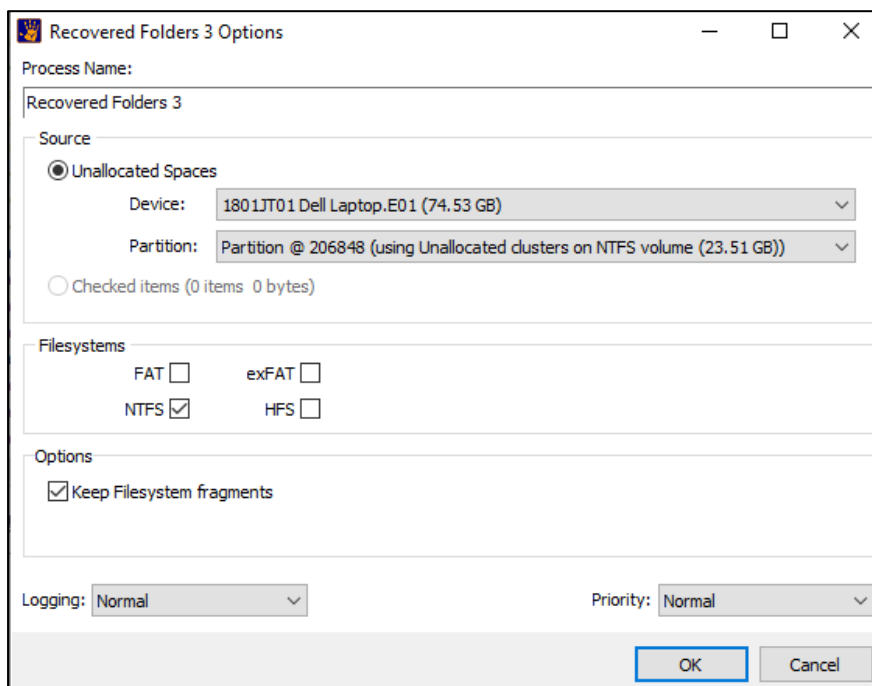 Recovered Folders 3 Options
Process Name:
Recovered Folders 3
Source
Unallocated Spaces
Device: 1801JT01 Dell Laptop.E01 (74.53 GB)
Partition: Partition @ 206848 (using Unallocated clusters on NTFS volume (23.51 GB))
Checked items (0 items 0 bytes)
Filesystems
FAT exFAT
NTFS HFS
Options
Keep Filesystem fragments
Logging: Normal Priority: Normal
OK Cancel